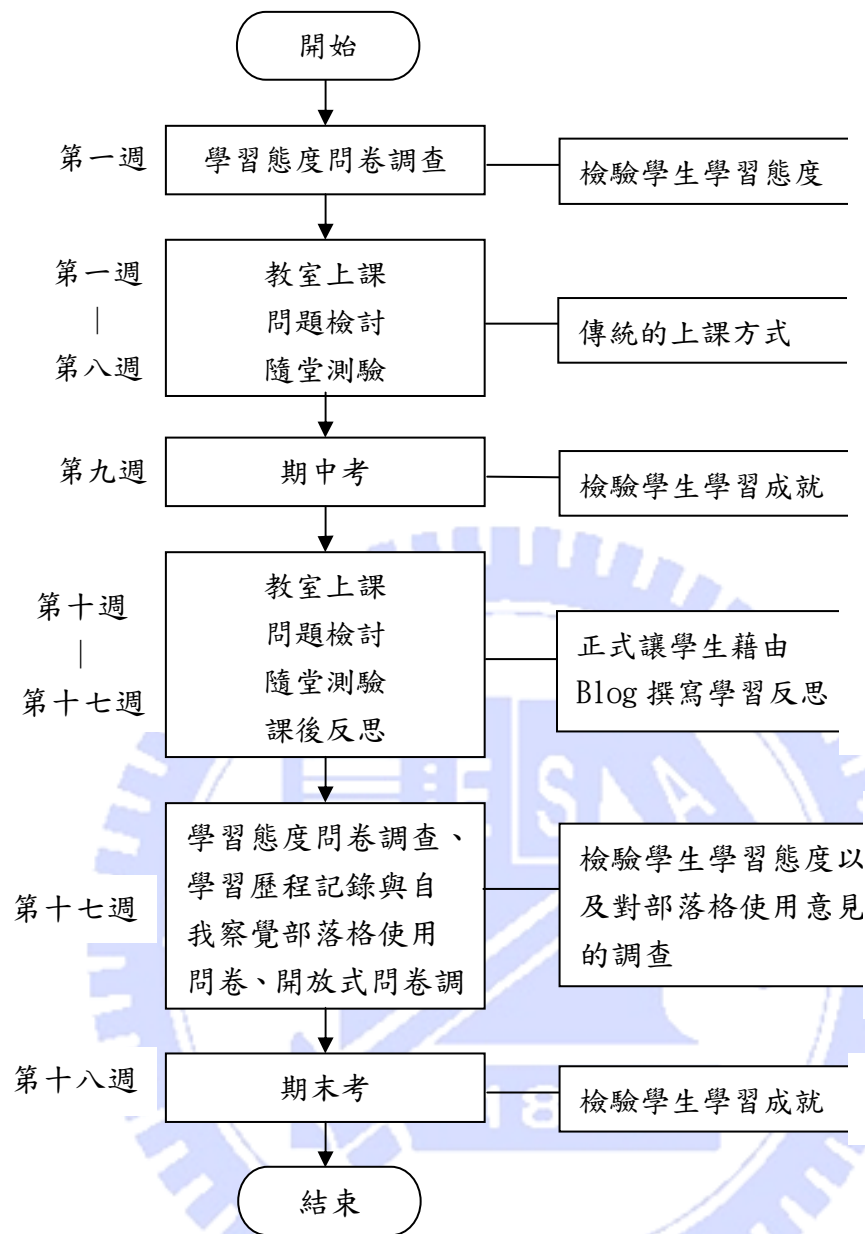 開始
第一週
學習態度問卷調查
檢驗學生學習態度
第一週
|
第八週
教室上課
問題檢討
隨堂測驗
傳統的上課方式
第九週
期中考
檢驗學生學習成就
第十週
|
第十七週
教室上課
問題檢討
隨堂測驗
課後反思
正式讓學生藉由
Blog 撰寫學習反思
第十七週
學習態度問卷調查、
學習歷程記錄與自
我察覺部落格使用
問卷、開放式問卷調
檢驗學生學習態度以
及對部落格使用意見
的調查
第十八週
期末考
檢驗學生學習成就
結束